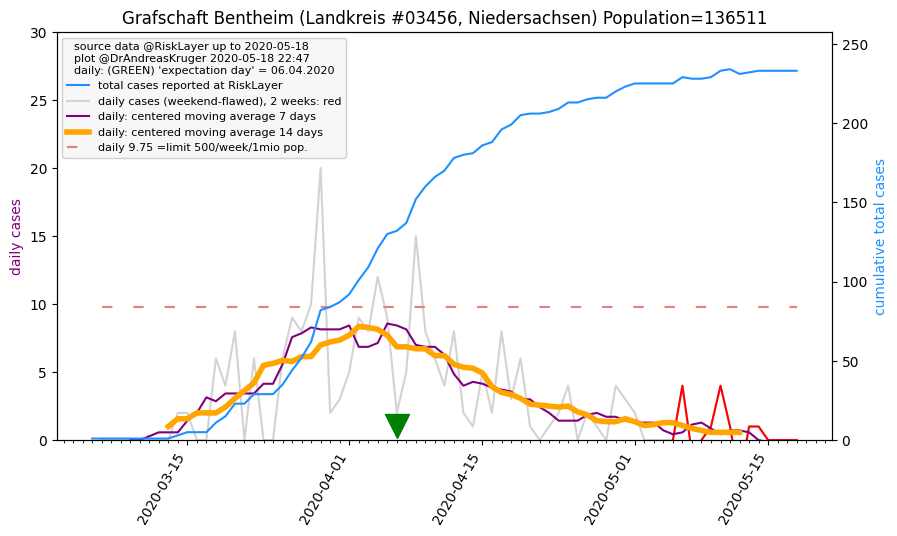 Grafschaft Bentheim (Landkreis #03456, Niedersachsen) Population=136511
source data @RiskLayer up to 2020-05-18
plot @DrAndreasKruger 2020-05-18 22:47
daily: (GREEN) 'expectation day' = 06.04.2020
total cases reported at RiskLayer
daily cases (weekend-flawed), 2 weeks: red
daily: centered moving average 7 days
daily: centered moving average 14 days
daily 9.75 =limit 500/week/1mio pop.
daily cases
30
25
20
15
10
5
0
250
200
150
100
50
0
cumulative total cases
2020-03-15
2020-04-01
2020-04-15
2020-05-01
2020-05-15